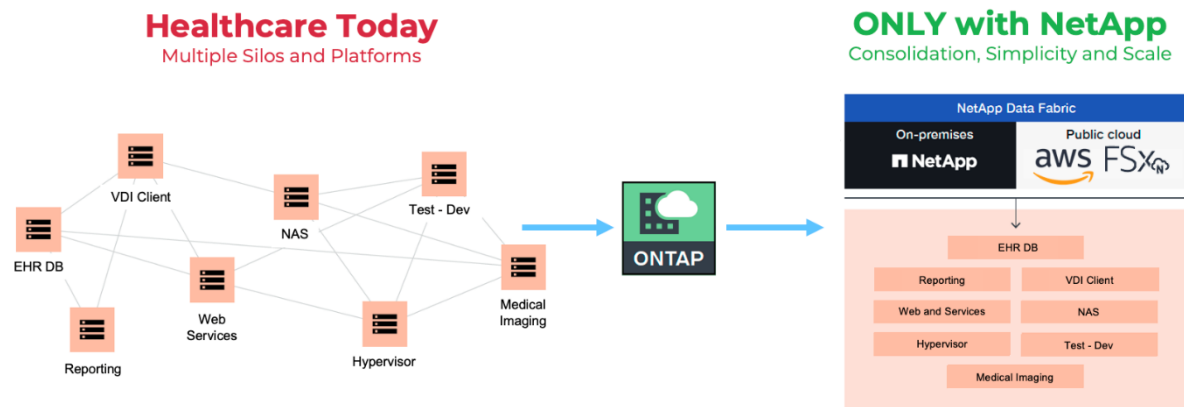 Healthcare Today
Multiple Silos and Platforms
VDI Client
EHR DB
Reporting
Web
Services
NAS
Test - Dev
Hypervisor
Medical
Imaging
ONTAP
ONLY with NetApp
Consolidation, Simplicity and Scale
NetApp Data Fabric
On-premises
NetApp
Public cloud
aws FSx
N
EHR DB
Reporting
VDI Client
Web and Services
NAS
Hypervisor
Test - Dev
Medical Imaging